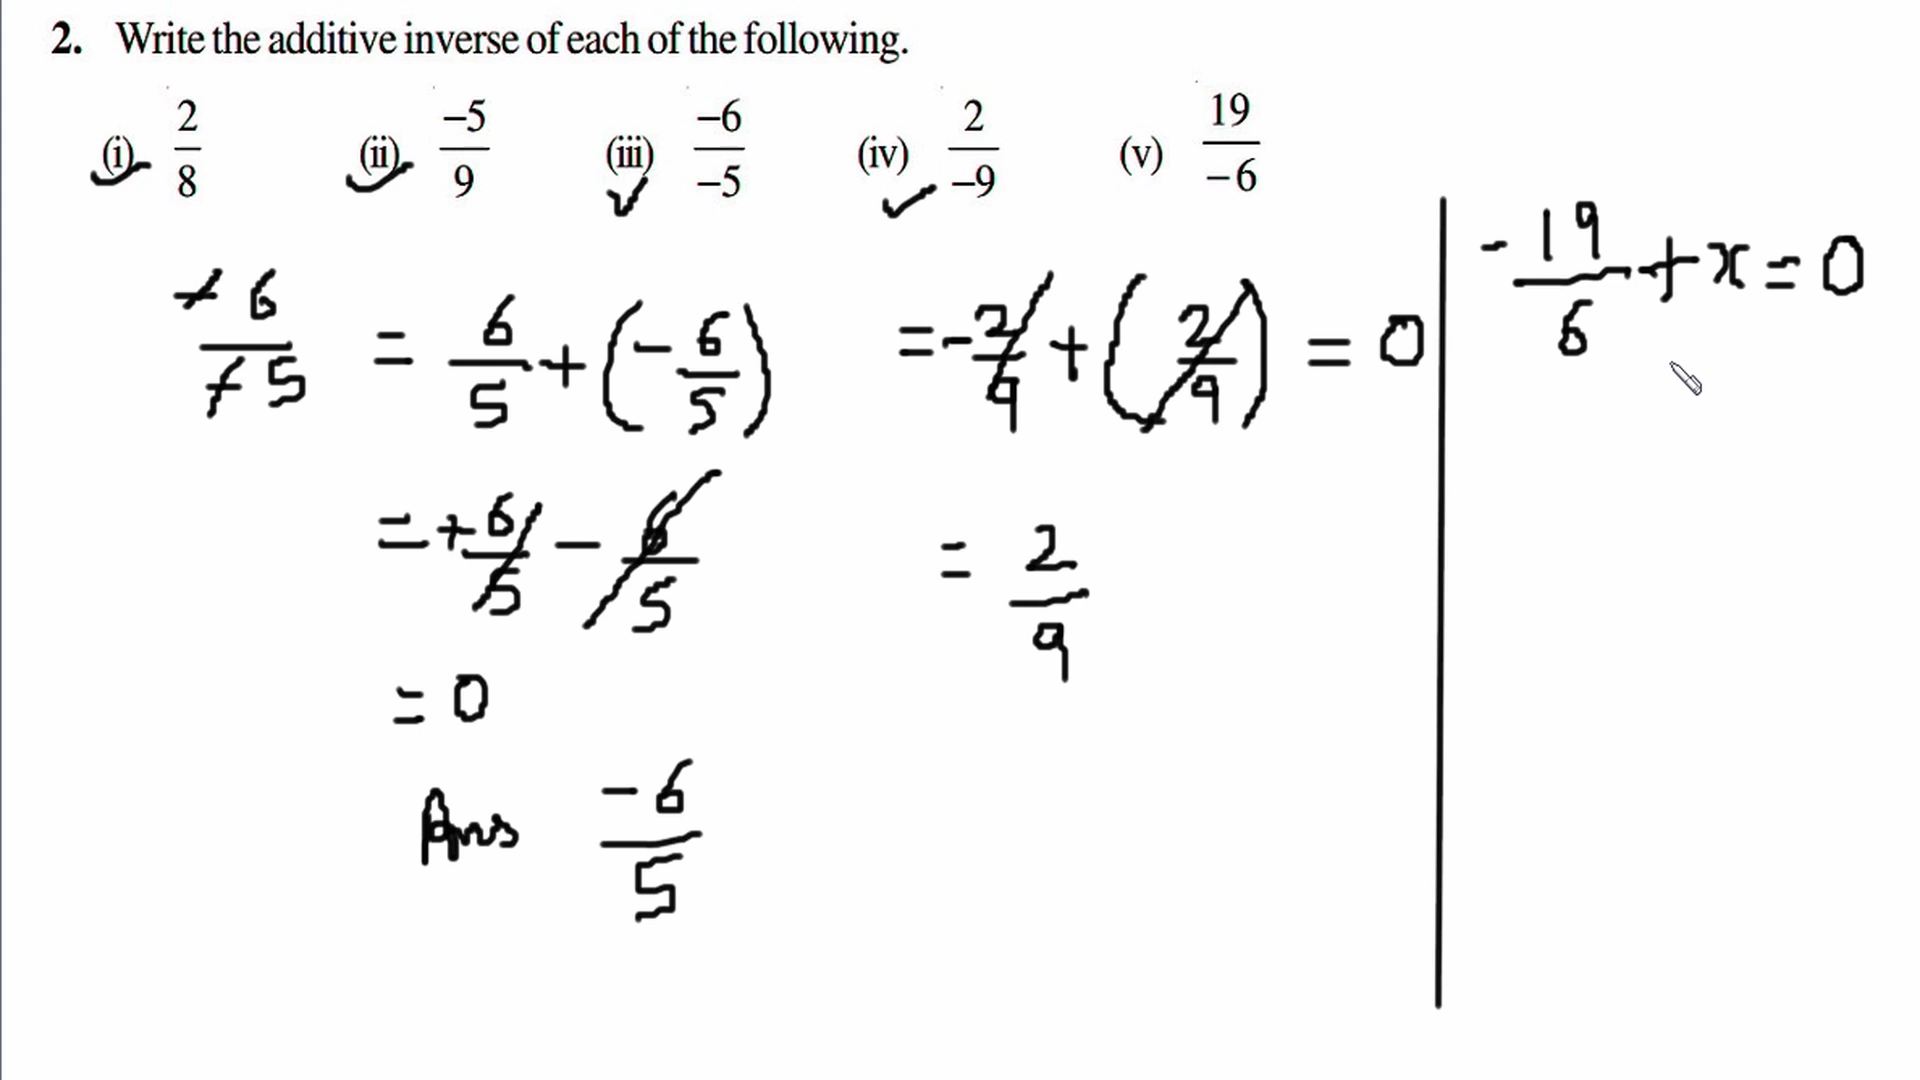 2. Write the additive inverse of each of the following.
(i) 2/8 (ii) -5/9 (iii) -6/-5 (iv) 2/-9 (v) 19/-6
-6/-5 = 6/5 + (-6/5)
= +6/5 - 6/5
= 0
Ans -6/5
= -2/9 + (2/9) = 0
= 2/9
-19/6 + x = 0